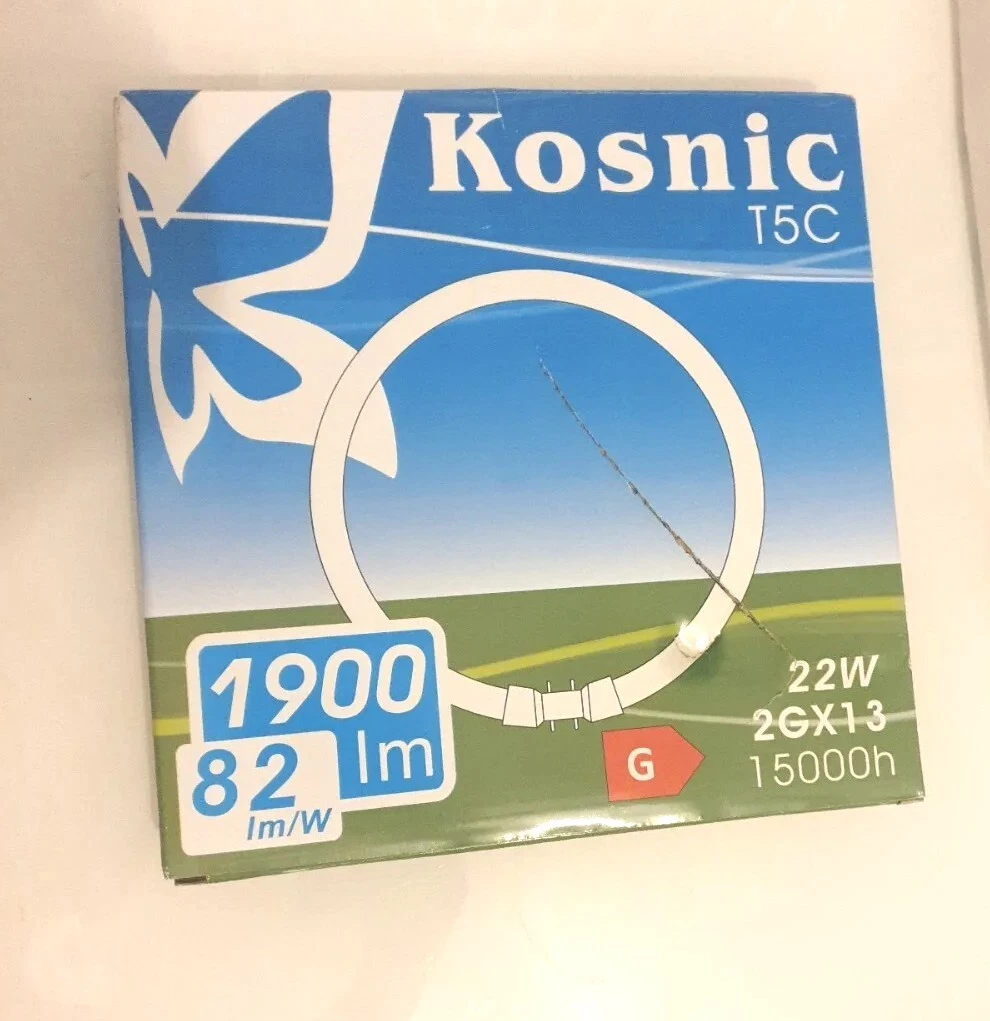 Kosnic
T5C
1900
lm
82
lm/W
G
22W
2GX13
15000h